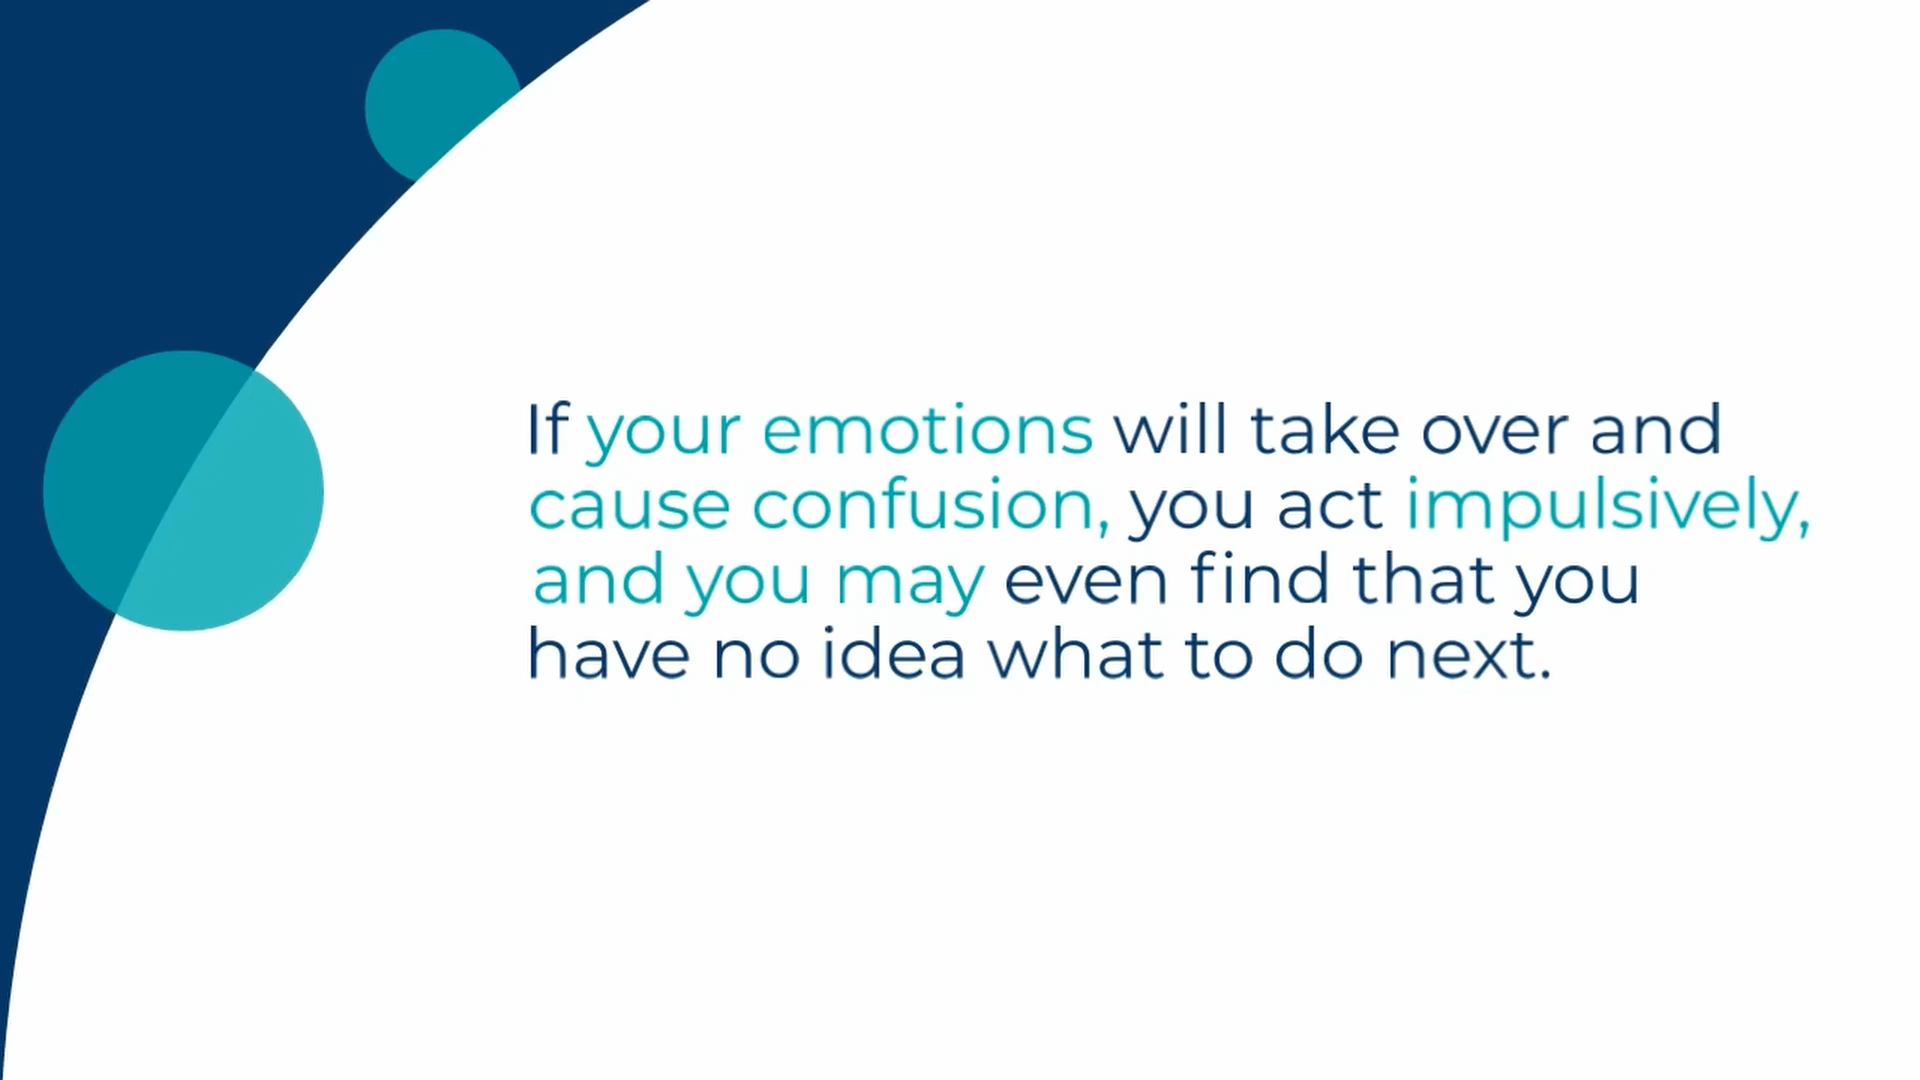 If your emotions will take over and
cause confusion, you act impulsively,
and you may even find that you
have no idea what to do next.